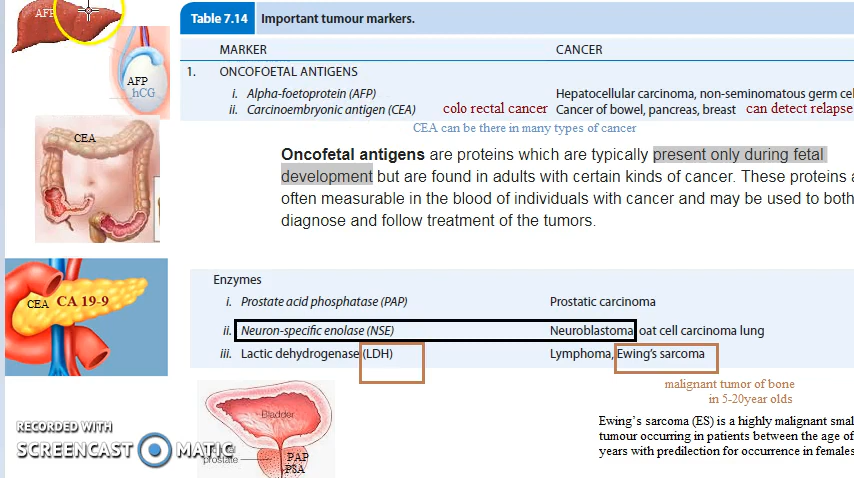 AFP
Table 7.14 Important tumour markers.
MARKER CANCER
1. ONCOFOETAL ANTIGENS
AFP
hCG
i. Alpha-foetoprotein (AFP) Hepatocellular carcinoma, non-seminomatous germ cel
ii. Carcinoembryonic antigen (CEA) colo rectal cancer Cancer of bowel, pancreas, breast can detect relapse
CEA can be there in many types of cancer
CEA
Oncofetal antigens are proteins which are typically present only during fetal
development but are found in adults with certain kinds of cancer. These proteins a
often measurable in the blood of individuals with cancer and may be used to both
diagnose and follow treatment of the tumors.
Enzymes
i. Prostate acid phosphatase (PAP) Prostatic carcinoma
CEA CA 19-9
ii. Neuron-specific enolase (NSE) Neuroblastoma, oat cell carcinoma lung
iii. Lactic dehydrogenase (LDH) Lymphoma, Ewing's sarcoma
malignant tumor of bone
in 5-20year olds
Bladder
prostate
PAP
PSA
Ewing's sarcoma (ES) is a highly malignant smal
tumour occurring in patients between the age of
years with predilection for occurrence in females
RECORDED WITH
SCREENCAST MATIC